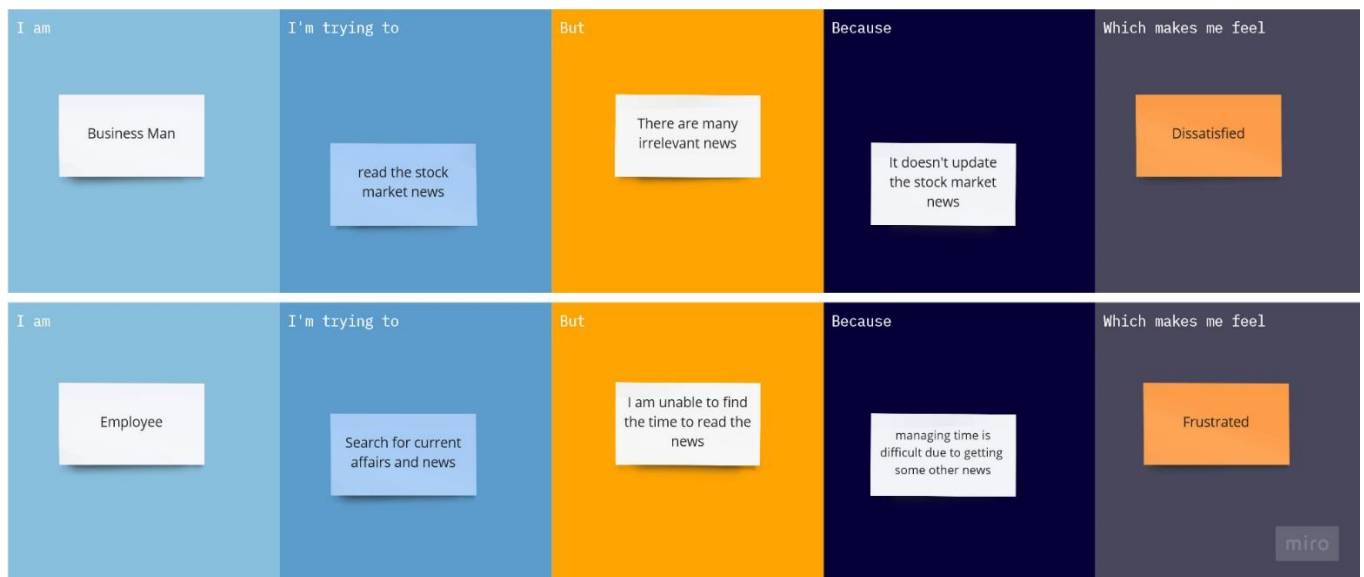 I am
I'm trying to
But
Because
Which makes me feel
Business Man
read the stock
market news
There are many
irrelevant news
It doesn't update
the stock market
news
Dissatisfied
I am
I'm trying to
But
Because
Which makes me feel
Employee
Search for current
affairs and news
I am unable to find
the time to read the
news
managing time is
difficult due to getting
some other news
Frustrated
miro